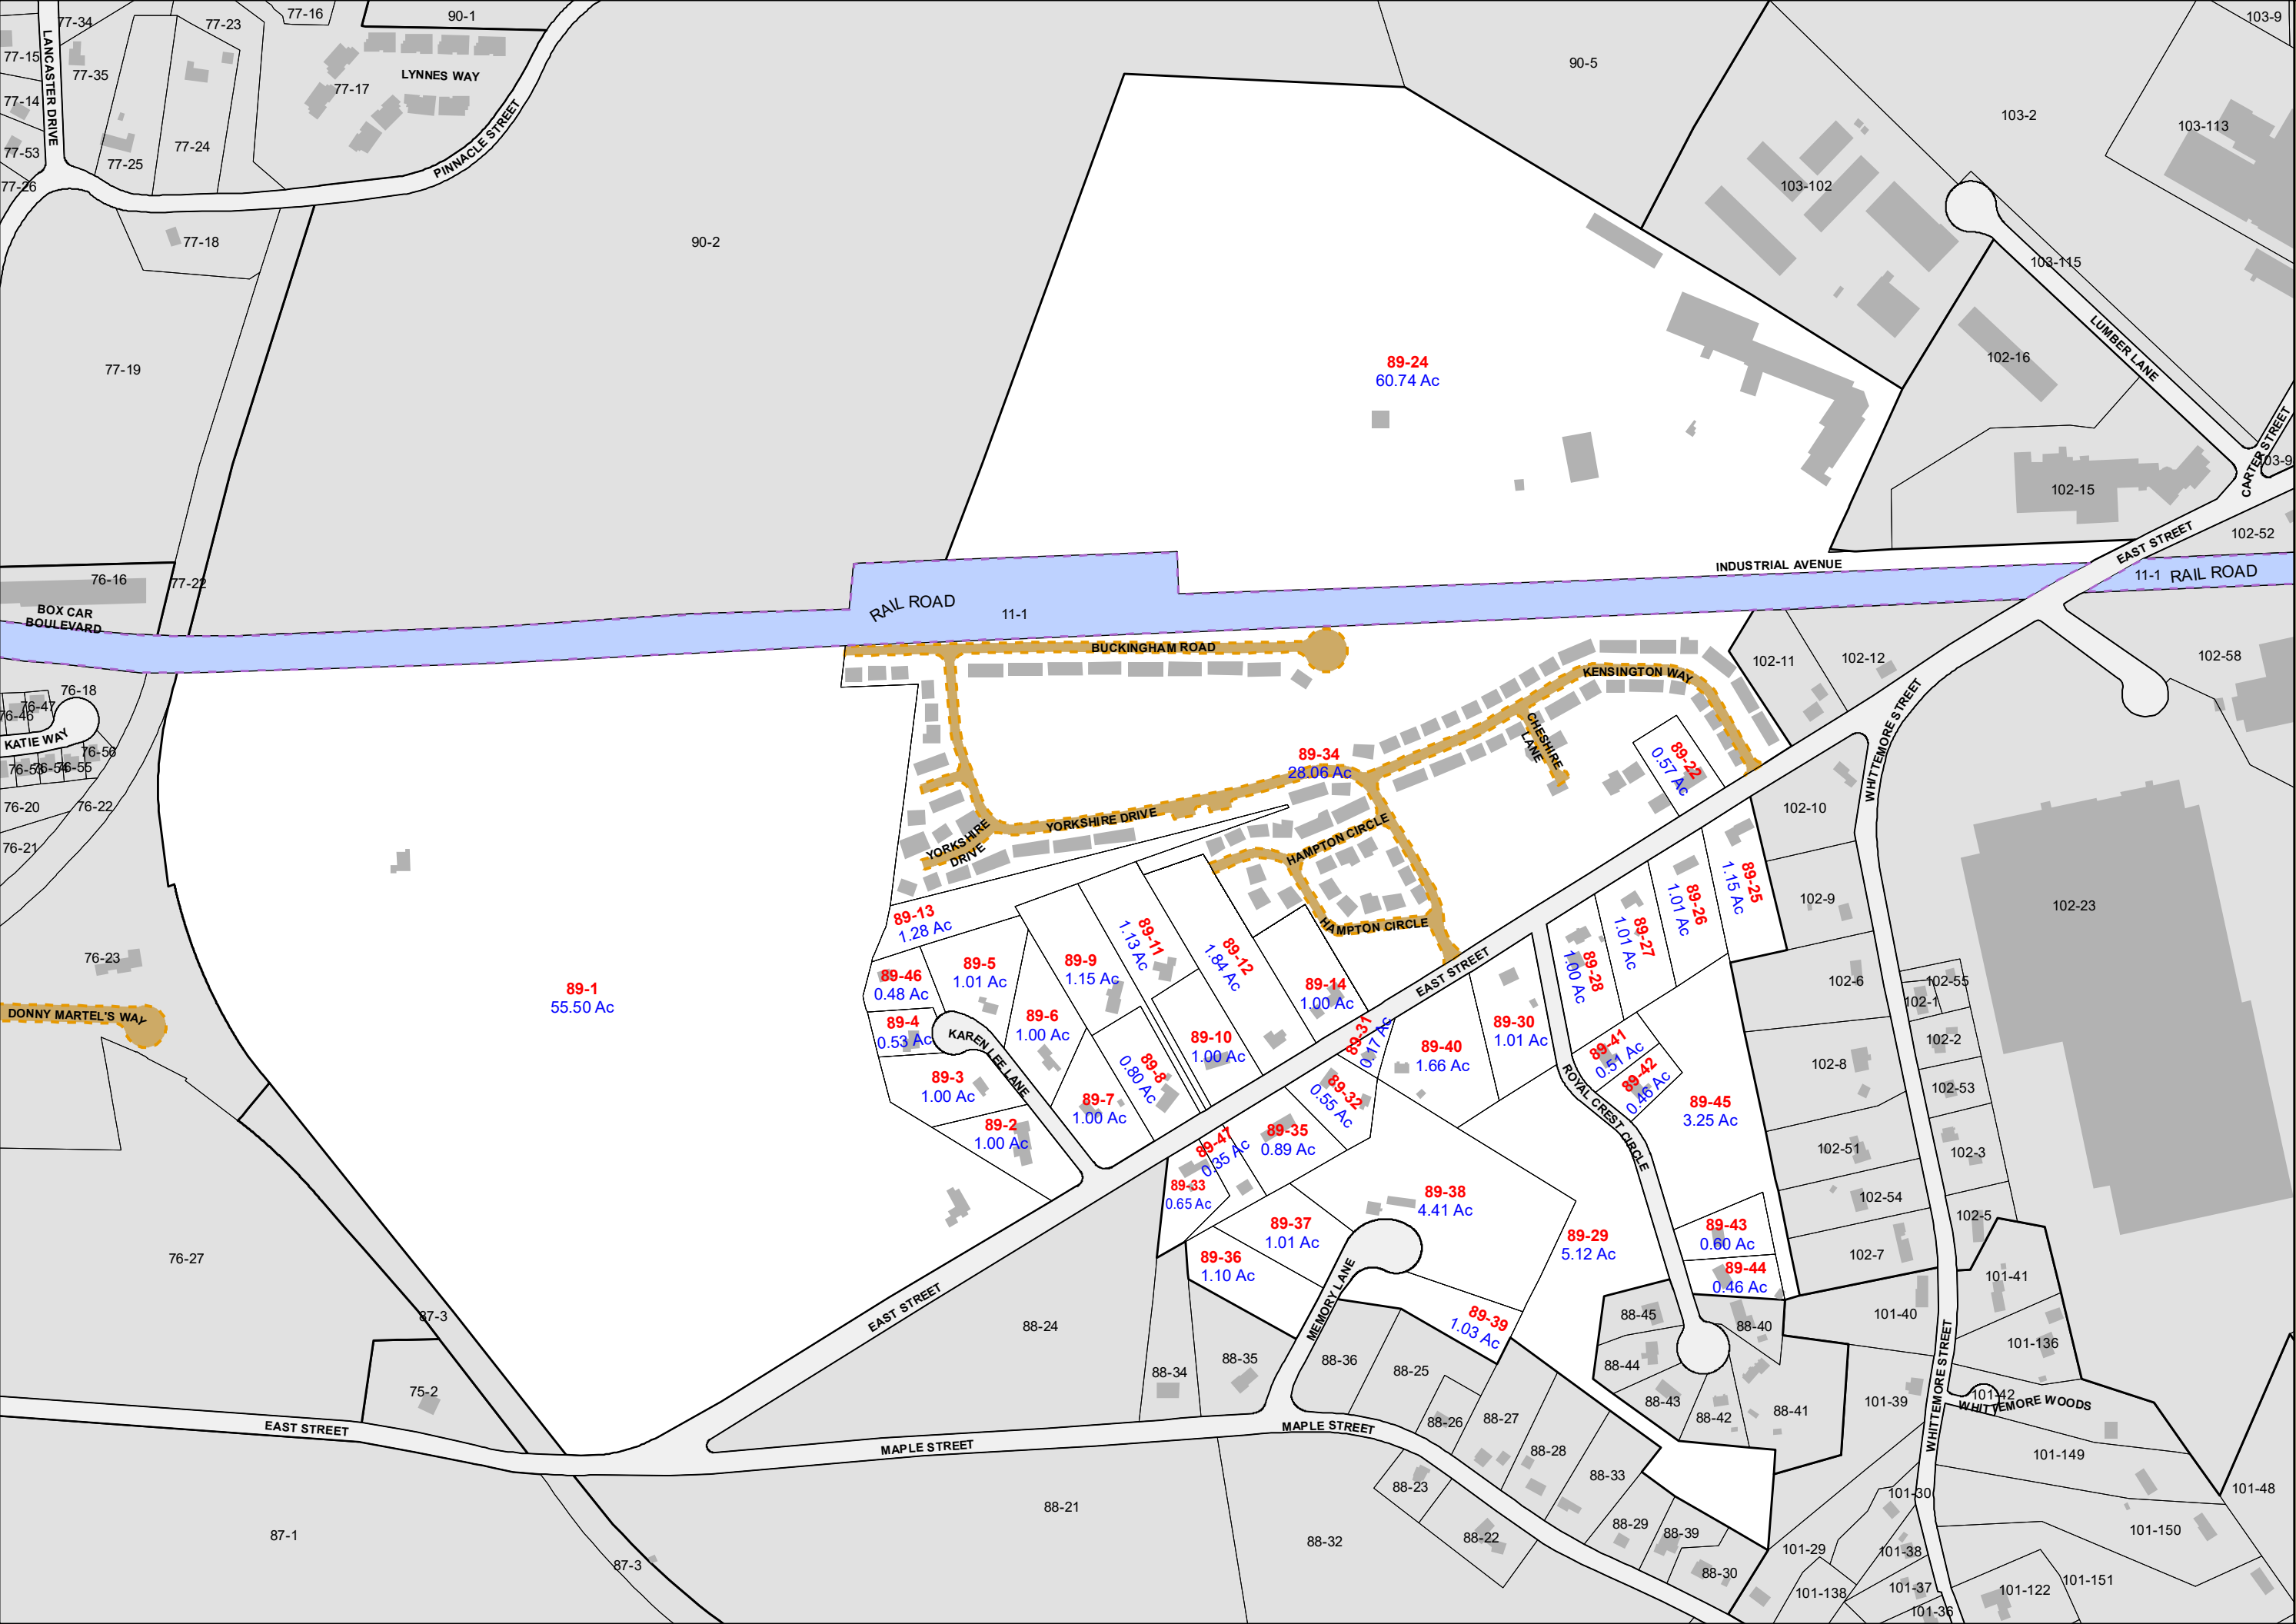 77-34
77-23
77-16
90-1
103-9
LANCASTER DRIVE
77-15
77-35
LYNNES WAY
90-5
77-14
77-17
103-2
103-113
77-53
77-25
77-24
PINNACLE STREET
77-26
103-102
77-18
90-2
103-115
LUMBER LANE
102-16
77-19
89-24
60.74 Ac
CARTER STREET
103-9
102-15
EAST STREET
102-52
INDUSTRIAL AVENUE
11-1
RAIL ROAD
76-16
77-22
BOX CAR
BOULEVARD
RAIL ROAD
11-1
BUCKINGHAM ROAD
KENSINGTON WAY
102-11
102-12
102-58
76-18
76-47
76-46
KATIE WAY
76-56
76-53
76-54
76-55
CHESHIRE
LANE
WHITTEMORE STREET
89-34
28.06 Ac
89-22
0.57 Ac
76-20
76-22
102-10
YORKSHIRE DRIVE
YORKSHIRE
DRIVE
HAMPTON CIRCLE
76-21
89-25
1.15 Ac
102-9
102-23
89-26
1.01 Ac
89-13
1.28 Ac
HAMPTON CIRCLE
89-11
1.13 Ac
89-12
1.84 Ac
89-27
1.01 Ac
76-23
89-46
0.48 Ac
89-5
1.01 Ac
89-9
1.15 Ac
EAST STREET
89-28
1.00 Ac
102-6
102-55
102-1
89-1
55.50 Ac
89-14
1.00 Ac
DONNY MARTEL'S WAY
89-4
0.53 Ac
KAREN LEE LANE
89-6
1.00 Ac
89-10
1.00 Ac
89-31
0.17 Ac
89-40
1.66 Ac
89-30
1.01 Ac
89-41
0.51 Ac
102-2
102-8
89-3
1.00 Ac
89-8
0.80 Ac
89-42
0.46 Ac
102-53
89-7
1.00 Ac
89-32
0.55 Ac
ROYAL CREST CIRCLE
89-45
3.25 Ac
89-2
1.00 Ac
89-47
0.35 Ac
89-35
0.89 Ac
102-51
102-3
89-33
0.65 Ac
89-38
4.41 Ac
102-54
102-5
89-37
1.01 Ac
89-43
0.60 Ac
89-29
5.12 Ac
102-7
89-36
1.10 Ac
89-44
0.46 Ac
101-41
76-27
MEMORY LANE
EAST STREET
87-3
88-24
89-39
1.03 Ac
88-45
88-40
101-40
101-136
88-34
88-35
88-36
88-25
88-44
75-2
88-43
88-42
88-41
101-39
101-42
WHITTEMORE WOODS
WHITTEMORE STREET
EAST STREET
MAPLE STREET
MAPLE STREET
88-26
88-27
88-28
101-149
88-33
88-23
101-30
101-48
88-21
87-1
88-32
88-22
88-29
88-39
101-150
101-29
101-38
87-3
88-30
101-138
101-37
101-122
101-151
101-36